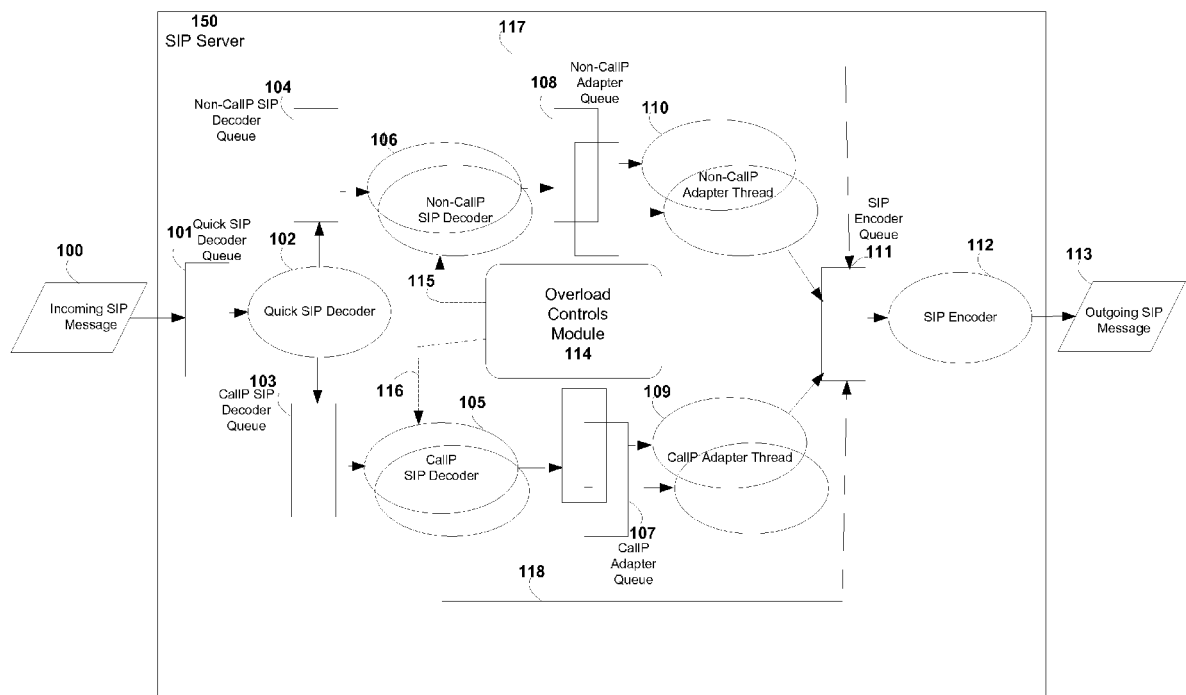 150
SIP Server
117
104
Non-CallP SIP
Decoder
Queue
108
Non-CallP
Adapter
Queue
110
106
Non-CallP
SIP Decoder
Non-CallP
Adapter Thread
SIP
Encoder
Queue
111
101
Quick SIP
Decoder
Queue
102
100
Incoming SIP
Message
Quick SIP Decoder
115
Overload
Controls
Module
114
112
SIP Encoder
113
Outgoing SIP
Message
103
CallP SIP
Decoder
Queue
116
105
CallP
SIP Decoder
109
CallP Adapter Thread
107
CallP
Adapter
Queue
118